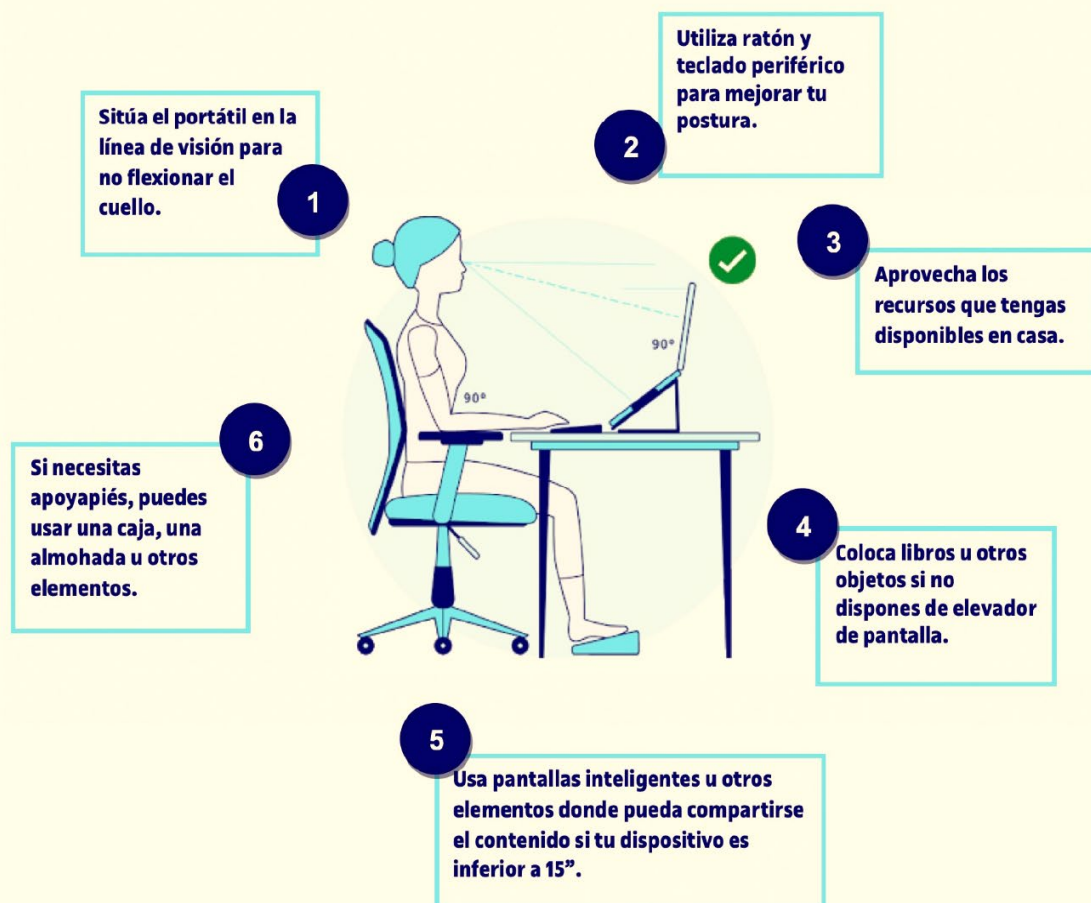 Sitúa el portátil en la
línea de visión para
no flexionar el
cuello.
1
Utiliza ratón y
teclado periférico
para mejorar tu
postura.
2
3
Aprovecha los
recursos que tengas
disponibles en casa.
90°
90°
6
Si necesitas
apoyapiés, puedes
usar una caja, una
almohada u otros
elementos.
4
Coloca libros u otros
objetos si no
dispones de elevador
de pantalla.
5
Usa pantallas inteligentes u otros
elementos donde pueda compartirse
el contenido si tu dispositivo es
inferior a 15”.